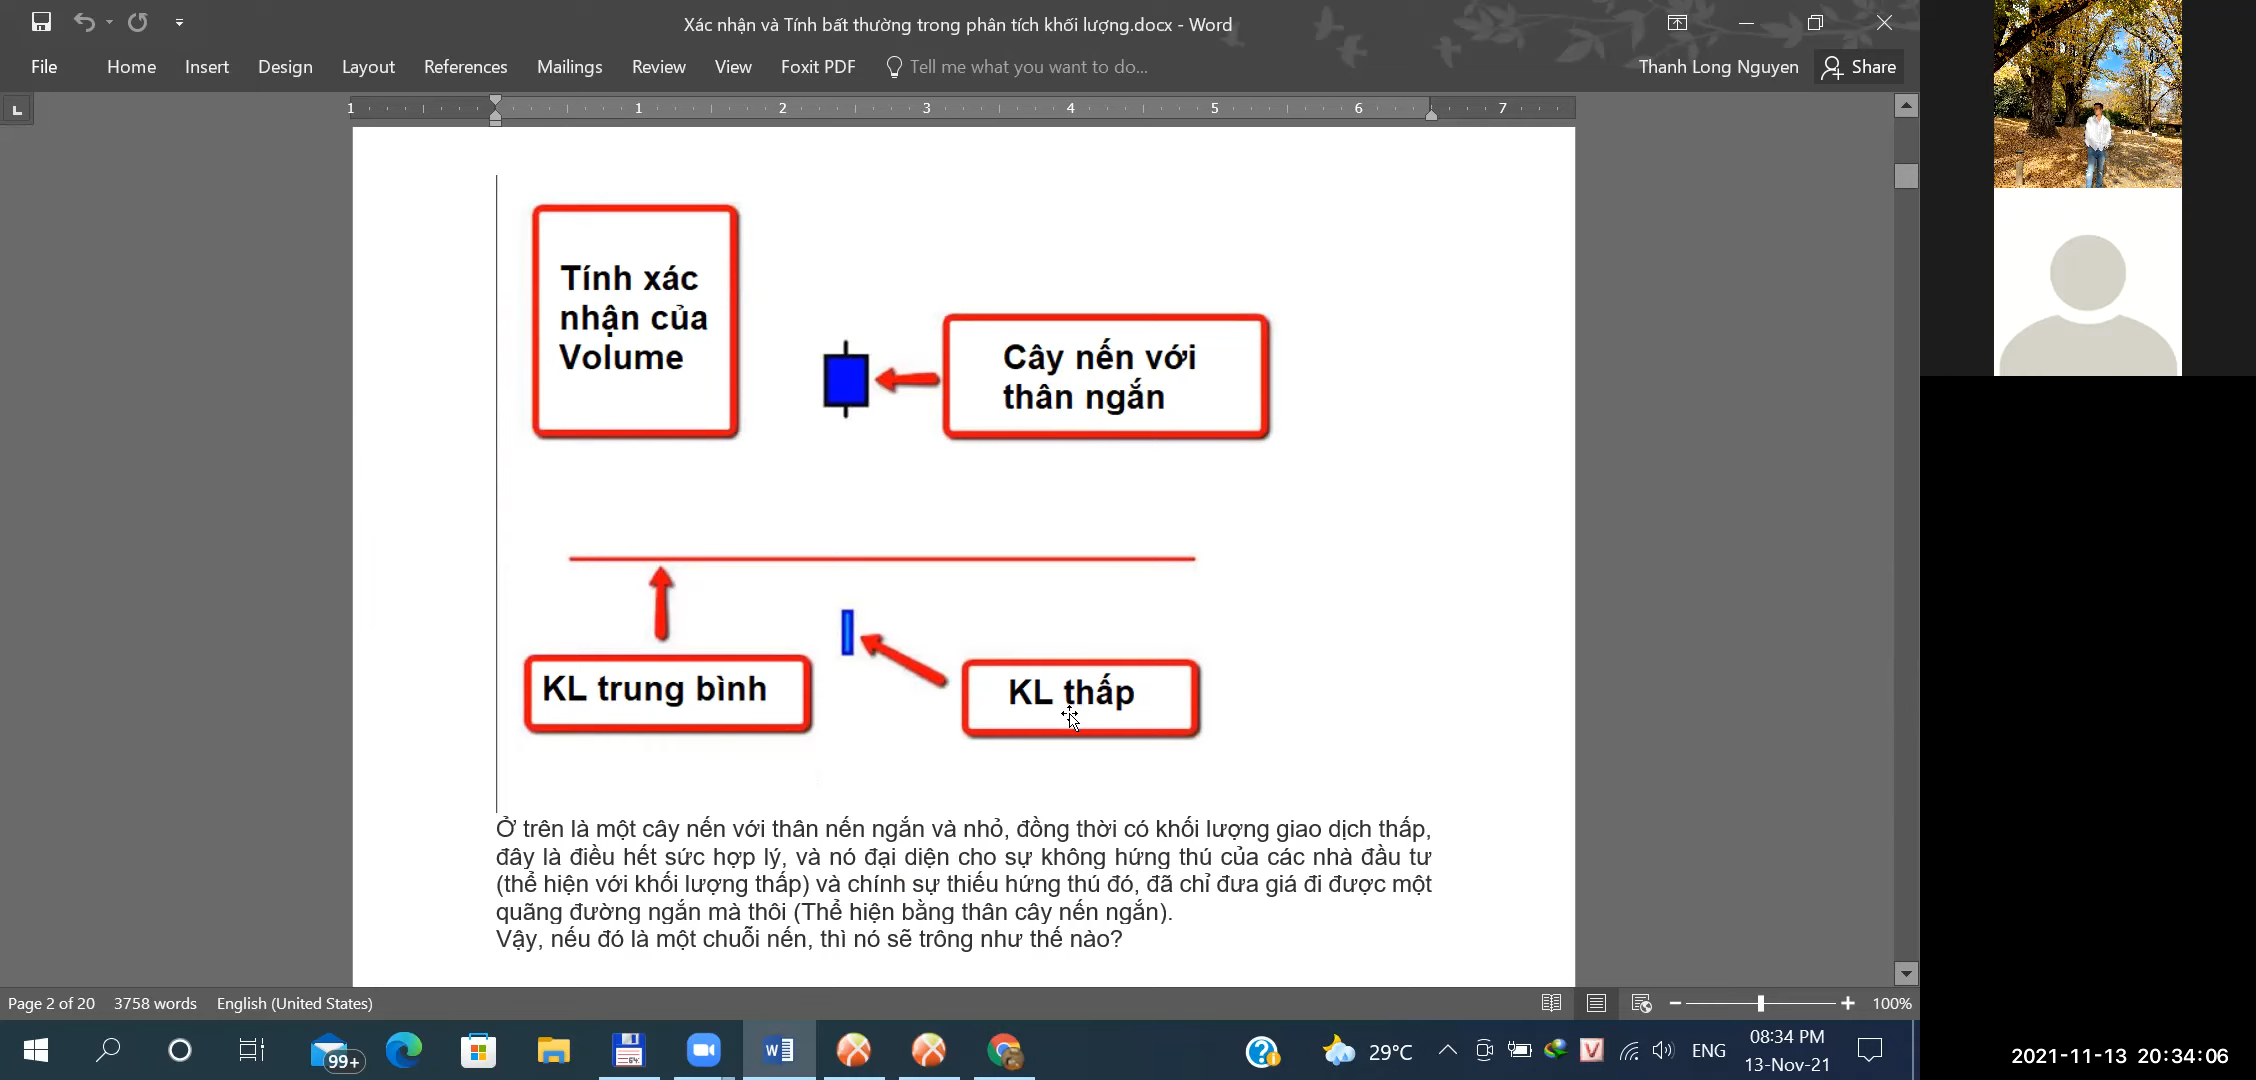 Xác nhận và Tính bất thường trong phân tích khối lượng.docx - Word
File Home Insert Design Layout References Mailings Review View Foxit PDF Tell me what you want to do... Thanh Long Nguyen Share
1 1 2 3 4 5 6 7
Tính xác
nhận của
Volume
Cây nến với
thân ngắn
KL trung bình
KL thấp
Ở trên là một cây nến với thân nến ngắn và nhỏ, đồng thời có khối lượng giao dịch thấp,
đây là điều hết sức hợp lý, và nó đại diện cho sự không hứng thú của các nhà đầu tư
(thể hiện với khối lượng thấp) và chính sự thiếu hứng thú đó, đã chỉ đưa giá đi được một
quãng đường ngắn mà thôi (Thể hiện bằng thân cây nến ngắn).
Vậy, nếu đó là một chuỗi nến, thì nó sẽ trông như thế nào?
Page 2 of 20 3758 words English (United States) 100%
99+ 29°C ENG 08:34 PM
13-Nov-21
2021-11-13 20:34:06